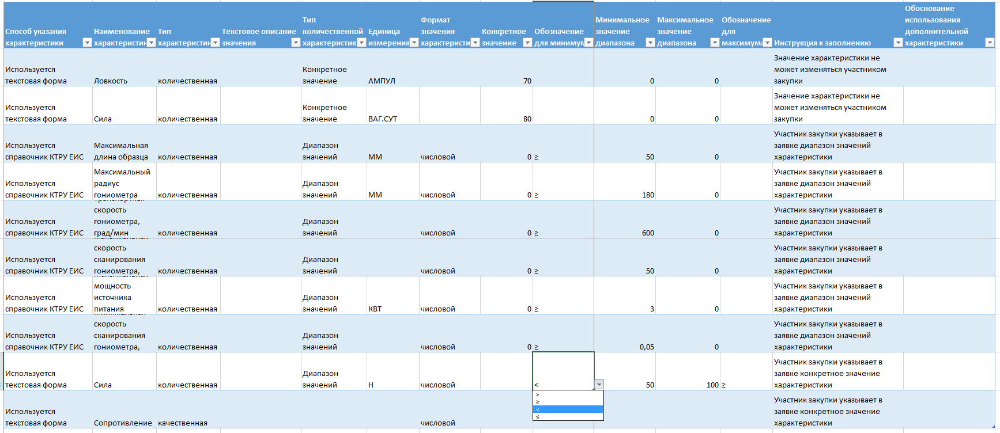 Способ указания характеристики
Наименование характеристик
Тип характеристик
Текстовое описание значения
Тип количественной характеристик
Единица измерения
Формат значения характеристи
Конкретное значение
Обозначение для минимум
Минимальное значение диапазона
Максимальное значение диапазона
Обозначение для максимума
Инструкция к заполнению
Обоснование использования дополнительной характеристики
Используется текстовая форма Ловкость количественная Конкретное значение АМПУЛ 70 0 0 Значение характеристики не может изменяться участником закупки
Используется текстовая форма Сила количественная Конкретное значение ВАГ.СУТ 80 0 0 Значение характеристики не может изменяться участником закупки
Используется справочник КТРУ ЕИС Максимальная длина образца количественная Диапазон значений ММ числовой 0 ≥ 50 0 Участник закупки указывает в заявке диапазон значений характеристики
Используется справочник КТРУ ЕИС Максимальный радиус гониометра количественная Диапазон значений ММ числовой 0 ≥ 180 0 Участник закупки указывает в заявке диапазон значений характеристики
Используется справочник КТРУ ЕИС скорость гониометра, град/мин количественная Диапазон значений числовой 0 ≥ 600 0 Участник закупки указывает в заявке диапазон значений характеристики
Используется справочник КТРУ ЕИС скорость сканирования гониометра, количественная Диапазон значений числовой 0 ≥ 50 0 Участник закупки указывает в заявке диапазон значений характеристики
Используется справочник КТРУ ЕИС мощность источника питания количественная Диапазон значений КВТ числовой 0 ≥ 3 0 Участник закупки указывает в заявке диапазон значений характеристики
Используется справочник КТРУ ЕИС скорость сканирования гониометра, количественная Диапазон значений числовой 0 ≥ 0,05 0 Участник закупки указывает в заявке диапазон значений характеристики
Используется текстовая форма Сила количественная Диапазон значений Н числовой < 50 100 ≥ Участник закупки указывает в заявке конкретное значение характеристики
>
≥
<
≤
Используется текстовая форма Сопротивление качественная числовой Участник закупки указывает в заявке конкретное значение характеристики